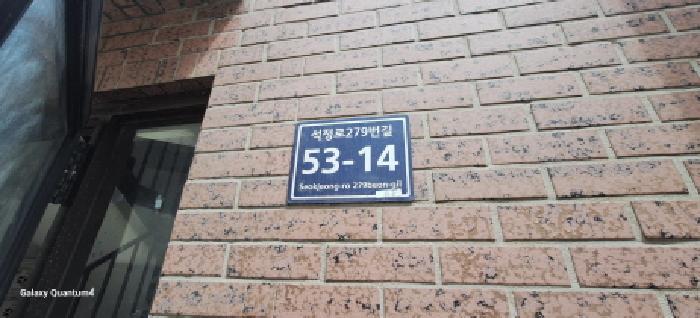 석정로279번길
53-14
Seokjeong-ro 279beon-gil
Galaxy Quantum4